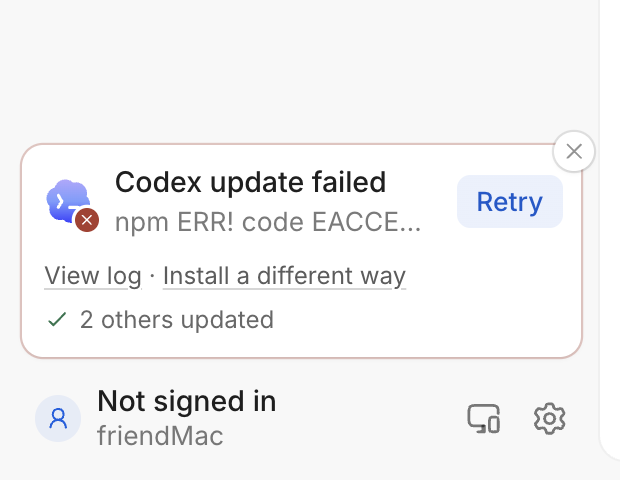 Codex update failed
npm ERR! code EACCE...
Retry
View log · Install a different way
2 others updated
Not signed in
friendMac